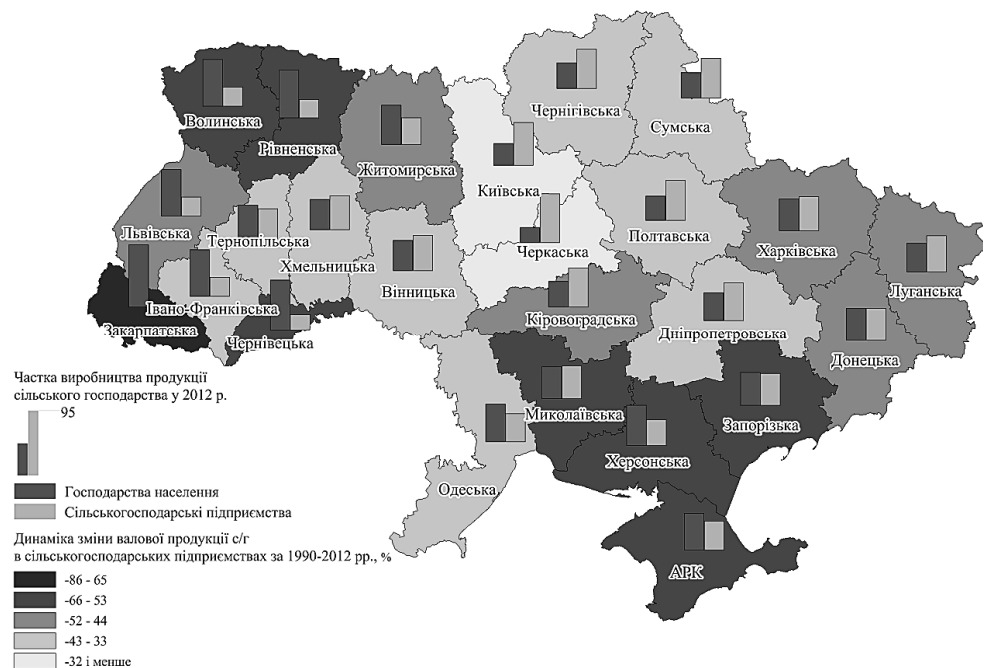 Чернігівська
Волинська
Сумська
Рівненська
Житомирська
Київська
Львівська
Тернопільська
Хмельницька
Черкаська
Полтавська
Харківська
Вінницька
Луганська
Івано-Франківська
Закарпатська
Чернівецька
Кіровоградська
Дніпропетровська
Донецька
Миколаївська
Запорізька
Херсонська
Одеська
АРК
Частка виробництва продукції
сільського господарства у 2012 р.
95
Господарства населення
Сільськогосподарські підприємства
Динаміка зміни валової продукції с/г
в сільськогосподарських підприємствах за 1990-2012 рр., %
-86 - 65
-66 - 53
-52 - 44
-43 - 33
-32 і менше